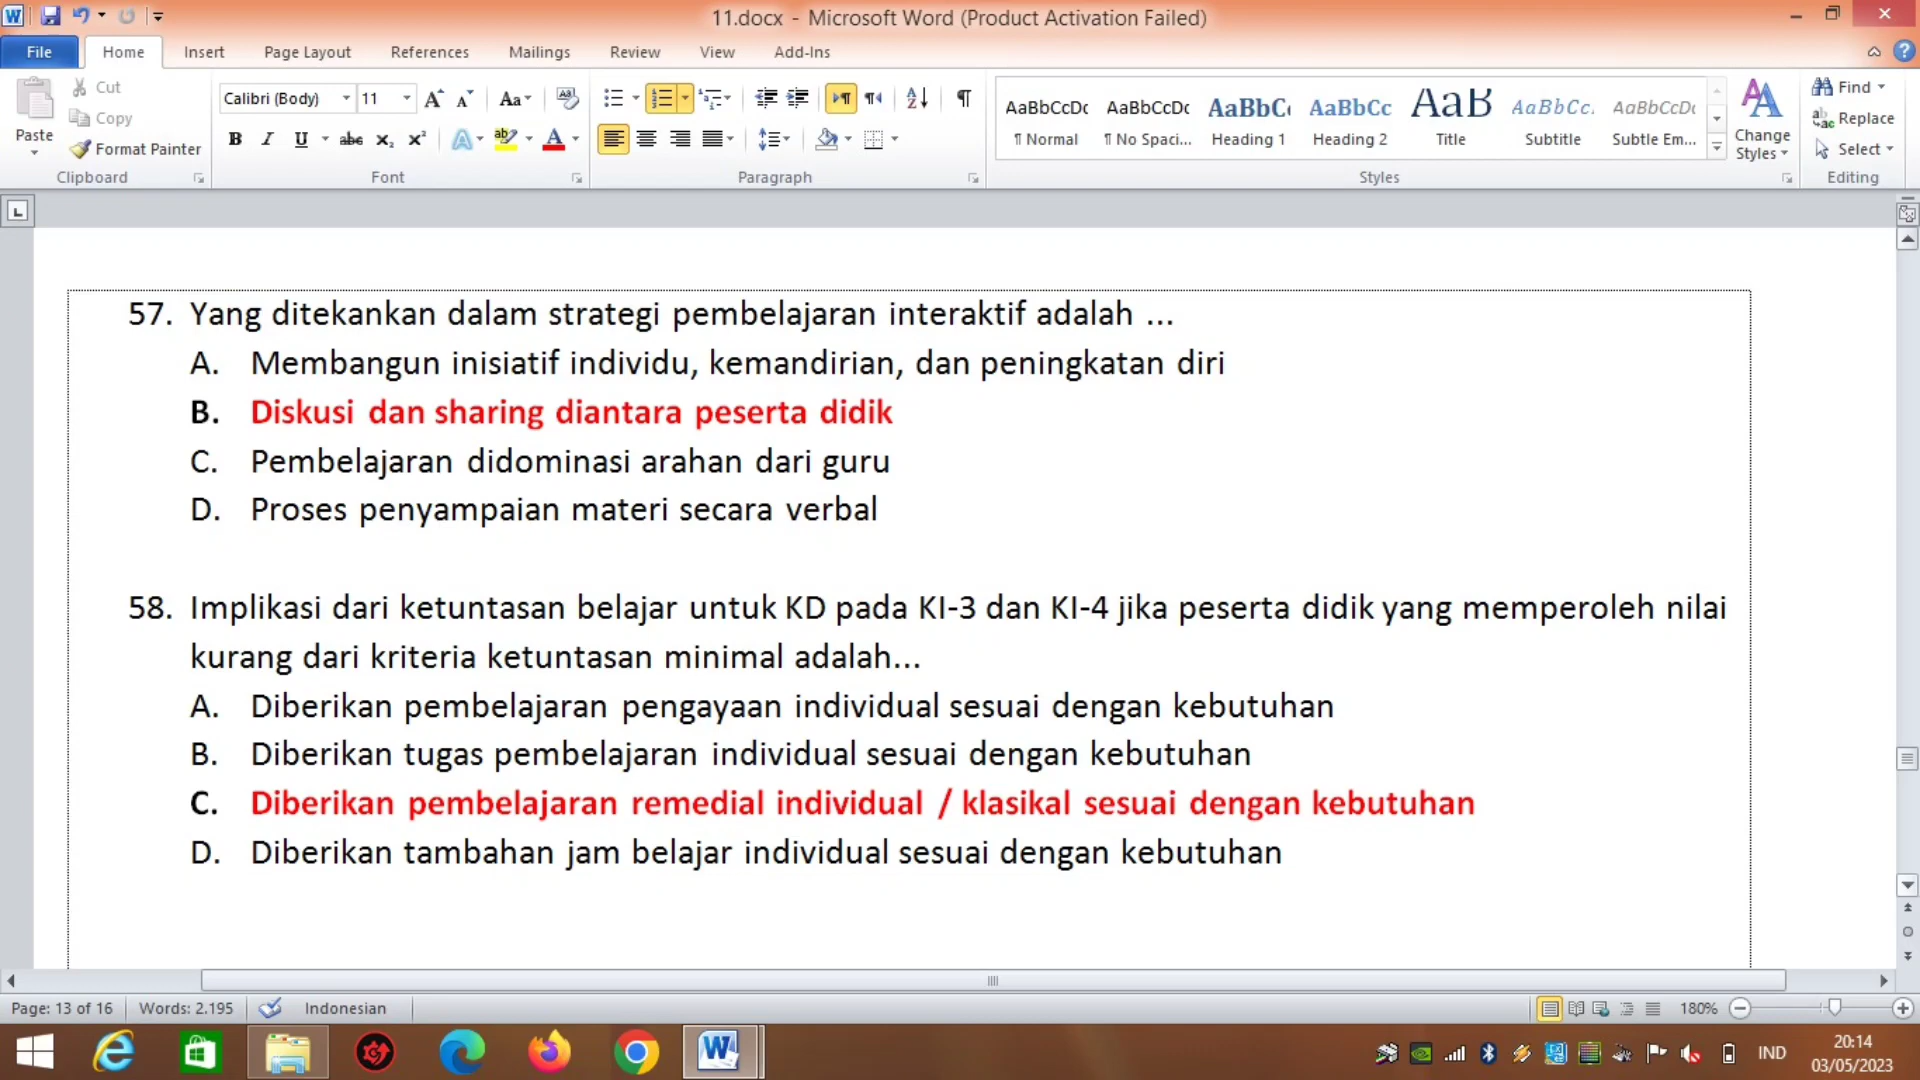 11.docx - Microsoft Word (Product Activation Failed)
File Home Insert Page Layout References Mailings Review View Add-Ins
Paste
Cut
Copy
Format Painter
Clipboard
Calibri (Body) 11
Font
Paragraph
AaBbCcDc AaBbCcDc AaBbC AaBbCc AaB AaBbCc. AaBbCcDc
¶ Normal ¶ No Spaci... Heading 1 Heading 2 Title Subtitle Subtle Em...
Change Styles
Styles
Find
Replace
Select
Editing
57. Yang ditekankan dalam strategi pembelajaran interaktif adalah ...
A. Membangun inisiatif individu, kemandirian, dan peningkatan diri
B. Diskusi dan sharing diantara peserta didik
C. Pembelajaran didominasi arahan dari guru
D. Proses penyampaian materi secara verbal
58. Implikasi dari ketuntasan belajar untuk KD pada KI-3 dan KI-4 jika peserta didik yang memperoleh nilai
kurang dari kriteria ketuntasan minimal adalah...
A. Diberikan pembelajaran pengayaan individual sesuai dengan kebutuhan
B. Diberikan tugas pembelajaran individual sesuai dengan kebutuhan
C. Diberikan pembelajaran remedial individual / klasikal sesuai dengan kebutuhan
D. Diberikan tambahan jam belajar individual sesuai dengan kebutuhan
Page: 13 of 16 Words: 2.195 Indonesian 180%
IND
20:14
03/05/2023